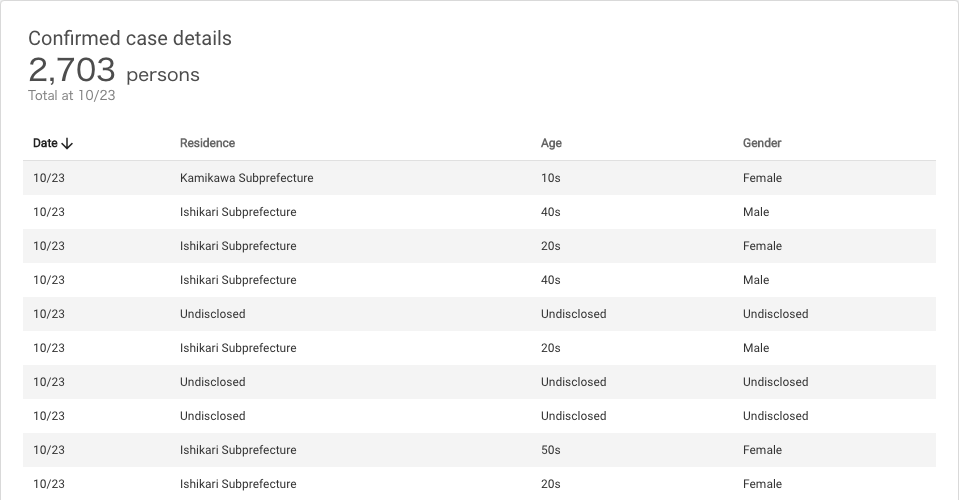 Confirmed case details
2,703 persons
Total at 10/23
Date ↓ Residence Age Gender
10/23 Kamikawa Subprefecture 10s Female
10/23 Ishikari Subprefecture 40s Male
10/23 Ishikari Subprefecture 20s Female
10/23 Ishikari Subprefecture 40s Male
10/23 Undisclosed Undisclosed Undisclosed
10/23 Ishikari Subprefecture 20s Male
10/23 Undisclosed Undisclosed Undisclosed
10/23 Undisclosed Undisclosed Undisclosed
10/23 Ishikari Subprefecture 50s Female
10/23 Ishikari Subprefecture 20s Female